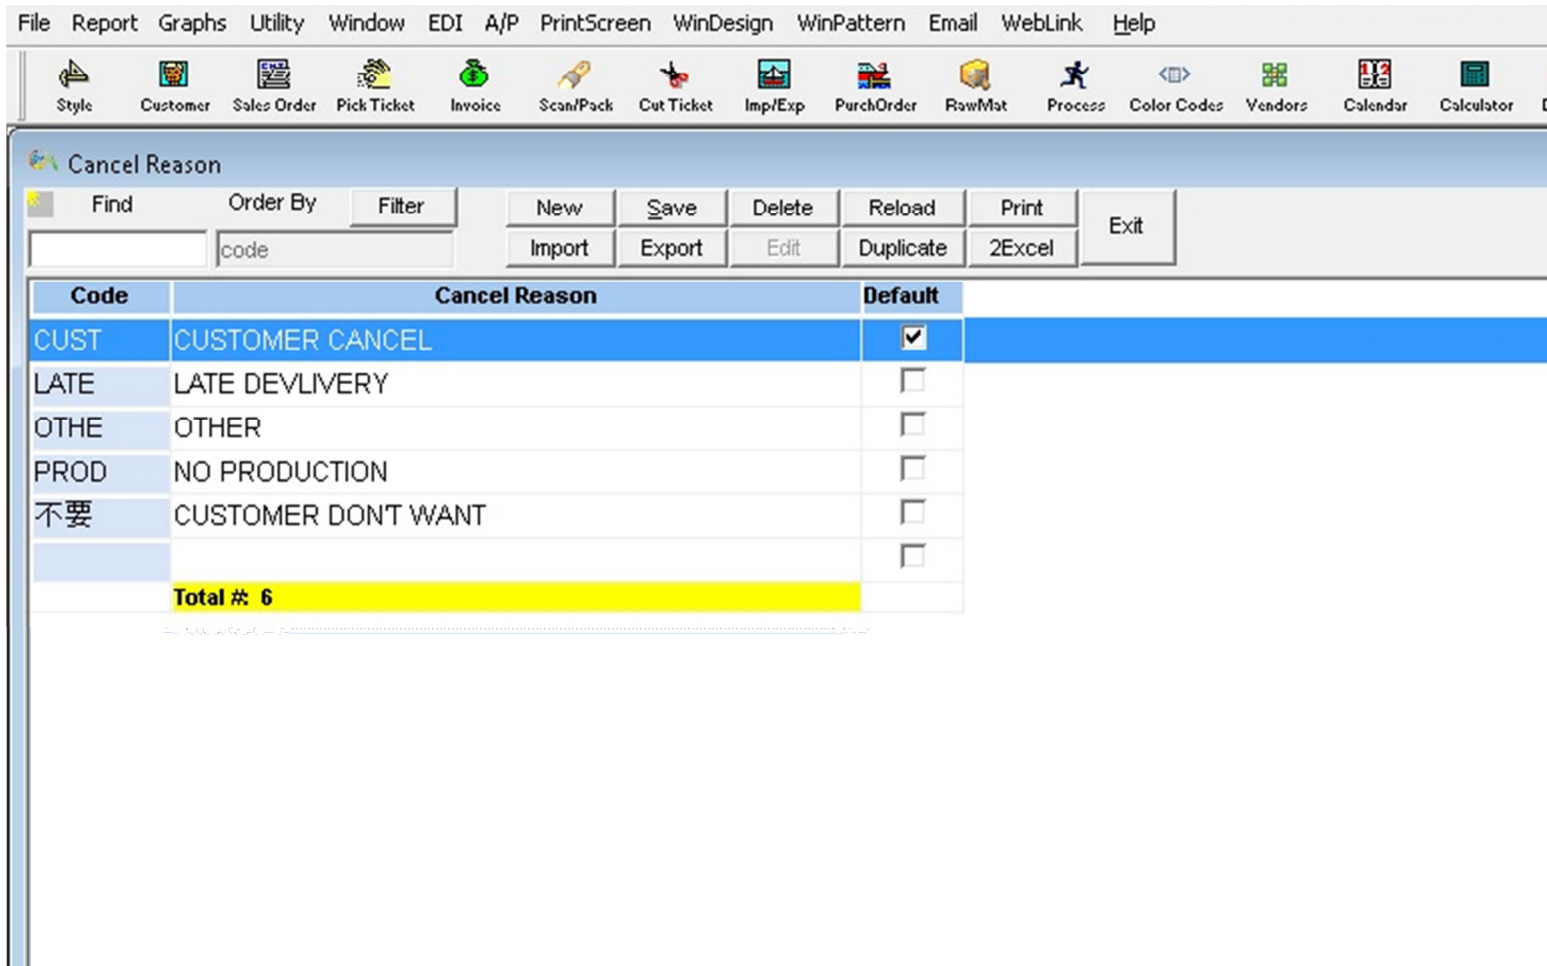 File Report Graphs Utility Window EDI A/P PrintScreen WinDesign WinPattern Email WebLink Help
Style Customer Sales Order Pick Ticket Invoice Scan/Pack Cut Ticket Imp/Exp PurchOrder RawMat Process Color Codes Vendors Calendar Calculator
Cancel Reason
Find Order By Filter New Save Delete Reload Print Exit
code Import Export Edit Duplicate 2Excel
Code Cancel Reason Default
CUST CUSTOMER CANCEL
LATE LATE DEVLIVERY
OTHE OTHER
PROD NO PRODUCTION
不要 CUSTOMER DON'T WANT
Total #: 6